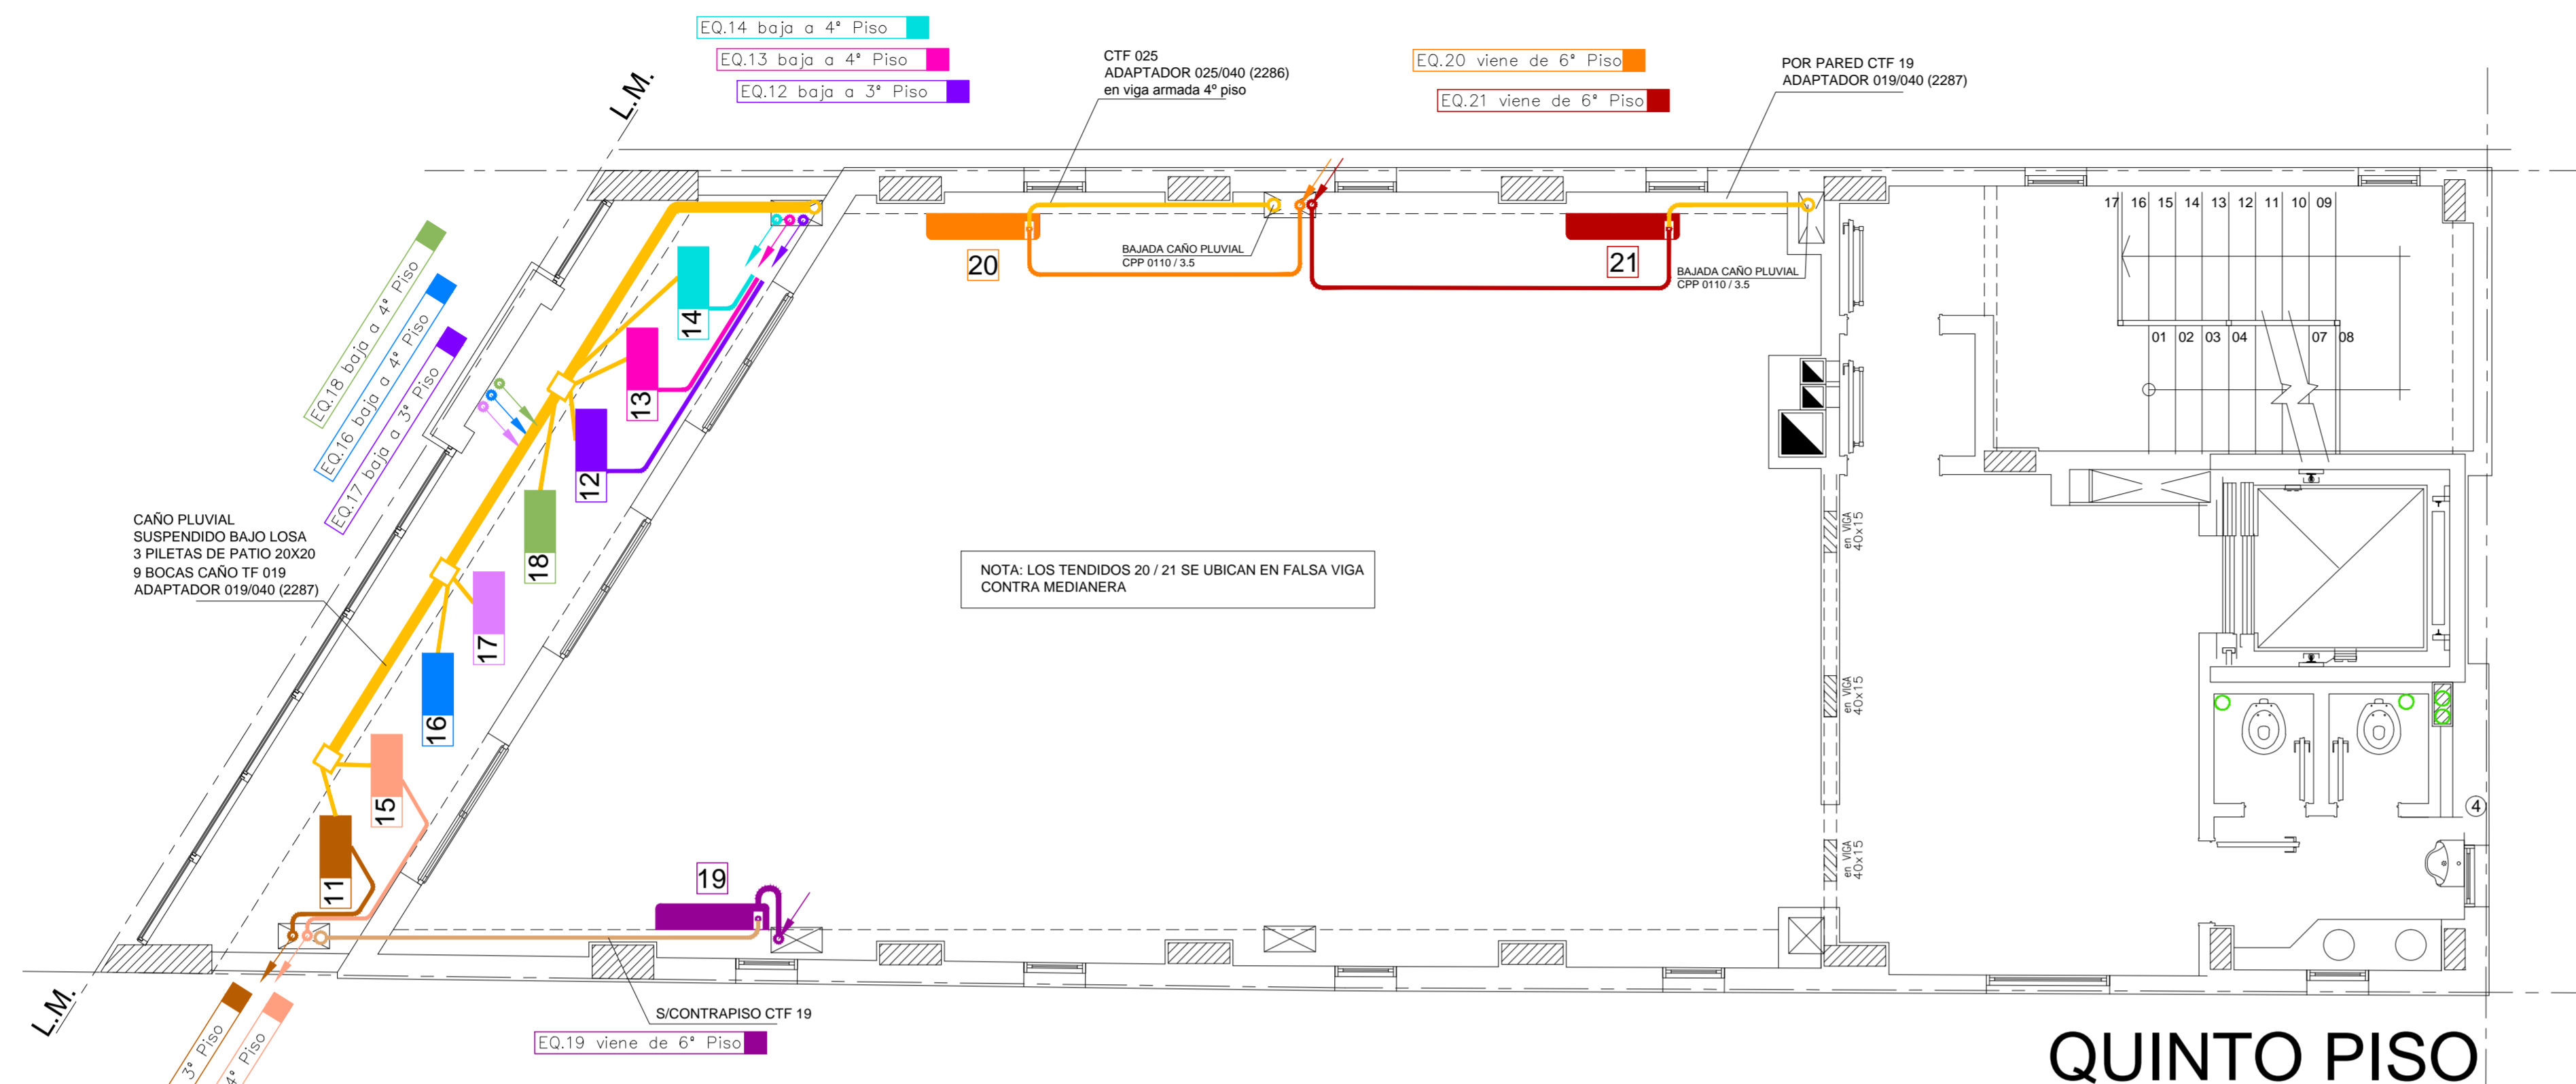 EQ.14 baja a 4° Piso
EQ.13 baja a 4° Piso
EQ.12 baja a 3° Piso
CTF 025
ADAPTADOR 025/040 (2286)
en viga armada 4º piso
EQ.20 viene de 6° Piso
EQ.21 viene de 6° Piso
POR PARED CTF 19
ADAPTADOR 019/040 (2287)
L.M.
17 16 15 14 13 12 11 10 09
01 02 03 04 07 08
20
BAJADA CAÑO PLUVIAL
CPP 0110 / 3.5
21
BAJADA CAÑO PLUVIAL
CPP 0110 / 3.5
EQ.18 baja a 4° Piso
EQ.16 baja a 4° Piso
EQ.17 baja a 3° Piso
14
13
12
18
17
16
15
11
CAÑO PLUVIAL
SUSPENDIDO BAJO LOSA
3 PILETAS DE PATIO 20X20
9 BOCAS CAÑO TF 019
ADAPTADOR 019/040 (2287)
NOTA: LOS TENDIDOS 20 / 21 SE UBICAN EN FALSA VIGA
CONTRA MEDIANERA
en VIGA
40x15
en VIGA
40x15
en VIGA
40x15
4
19
L.M.
3° Piso
4° Piso
S/CONTRAPISO CTF 19
EQ.19 viene de 6° Piso
QUINTO PISO